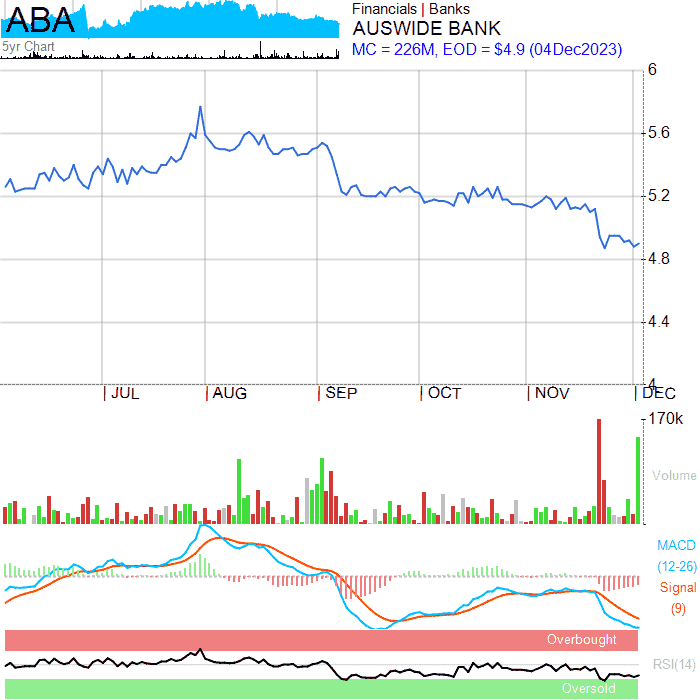 ABA
5yr Chart
Financials | Banks
AUSWIDE BANK
MC = 226M, EOD = $4.9 (04Dec2023)
6
5.6
5.2
4.8
4.4
4
JUL AUG SEP OCT NOV DEC
170k
Volume
MACD
(12-26)
Signal
(9)
Overbought
RSI(14)
Oversold